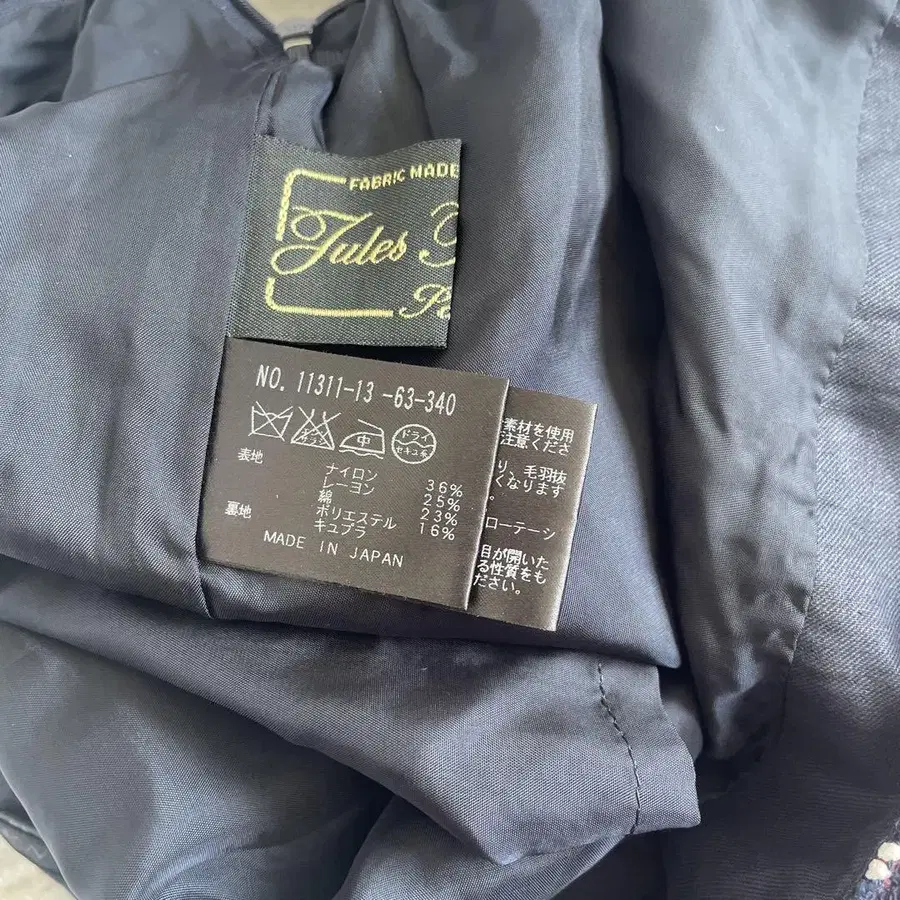 FABRIC MADE
Jules
NO. 11311-13 -63-340
ドライ
セキユ系
中
表地
ナイロン 36%
レーヨン 25%
綿 23%
ポリエステル 16%
裏地 キュプラ
MADE IN JAPAN
素材を使用
注意くださ
り、毛羽抜
くなります
。
ローテーシ
目が開いた
る性質をも
ださい。